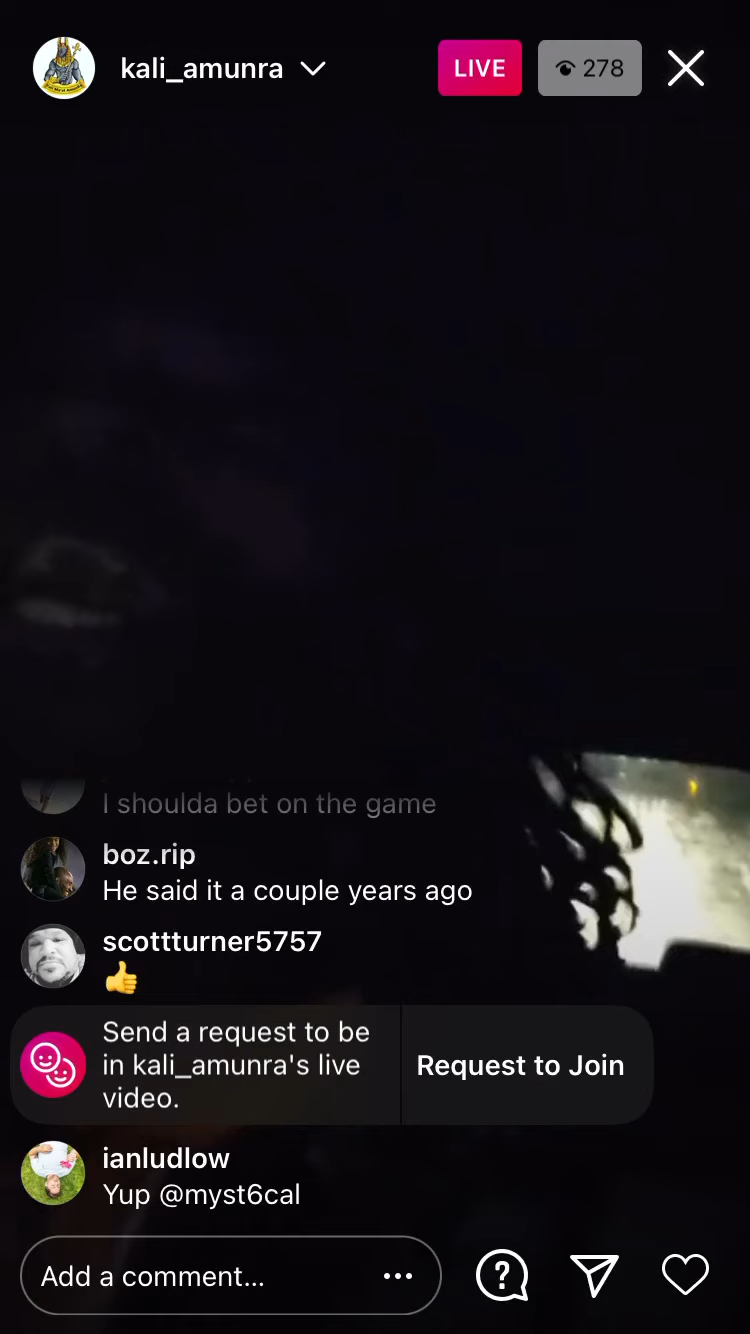 kali_amunra
LIVE
278
I shoulda bet on the game
boz.rip
He said it a couple years ago
scottturner5757
👍
Send a request to be
in kali_amunra's live
video.
Request to Join
ianludlow
Yup @myst6cal
Add a comment...